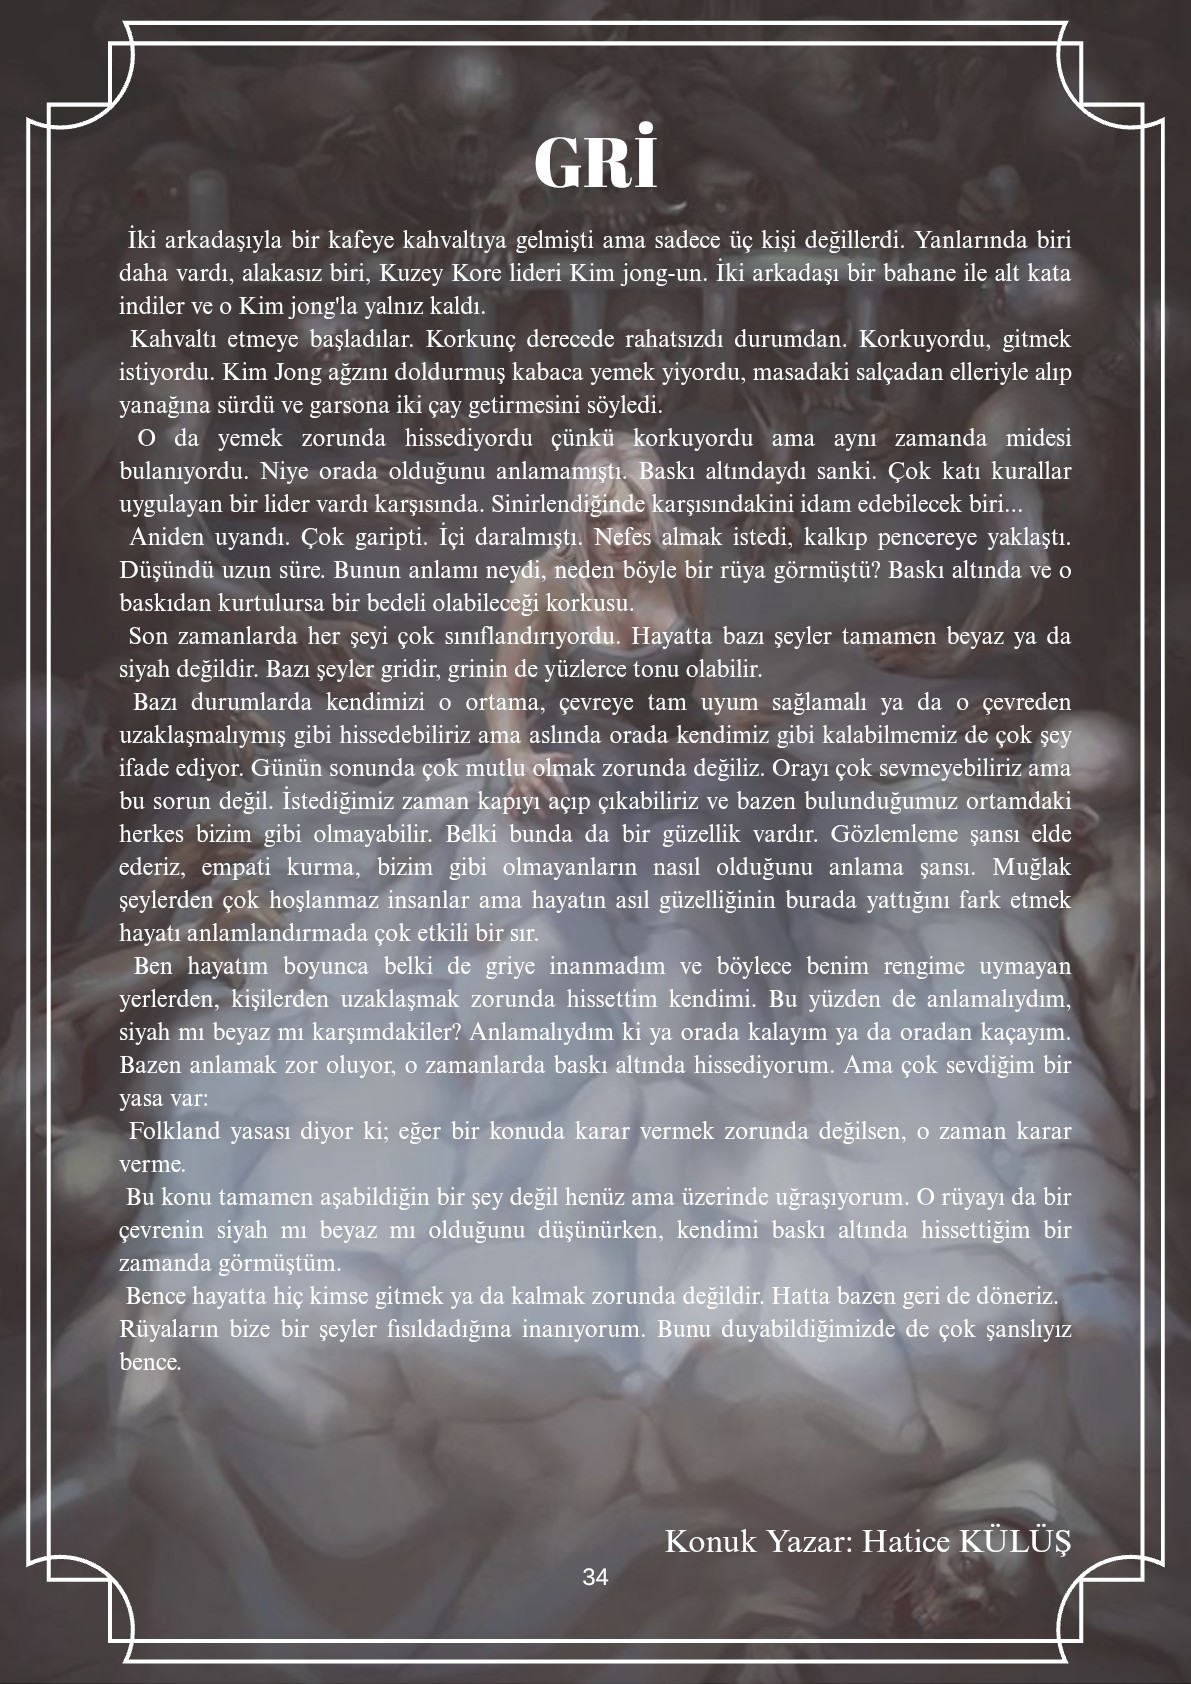 GRİ
İki arkadaşıyla bir kafeye kahvaltıya gelmişti ama sadece üç kişi değillerdi. Yanlarında biri
daha vardı, alakasız biri, Kuzey Kore lideri Kim jong-un. İki arkadaşı bir bahane ile alt kata
indiler ve o Kim jong'la yalnız kaldı.
Kahvaltı etmeye başladılar. Korkunç derecede rahatsızdı durumdan. Korkuyordu, gitmek
istiyordu. Kim Jong ağzını doldurmuş kabaca yemek yiyordu, masadaki salçadan elleriyle alıp
yanağına sürdü ve garsona iki çay getirmesini söyledi.
O da yemek zorunda hissediyordu çünkü korkuyordu ama aynı zamanda midesi
bulanıyordu. Niye orada olduğunu anlamamıştı. Baskı altındaydı sanki. Çok katı kurallar
uygulayan bir lider vardı karşısında. Sinirlendiğinde karşısındakini idam edebilecek biri...
Aniden uyandı. Çok garipti. İçi daralmıştı. Nefes almak istedi, kalkıp pencereye yaklaştı.
Düşündü uzun süre. Bunun anlamı neydi, neden böyle bir rüya görmüştü? Baskı altında ve o
baskıdan kurtulursa bir bedeli olabileceği korkusu.
Son zamanlarda her şeyi çok sınıflandırıyordu. Hayatta bazı şeyler tamamen beyaz ya da
siyah değildir. Bazı şeyler gridir, grinin de yüzlerce tonu olabilir.
Bazı durumlarda kendimizi o ortama, çevreye tam uyum sağlamalı ya da o çevreden
uzaklaşmalıymış gibi hissedebiliriz ama aslında orada kendimiz gibi kalabilmemiz de çok şey
ifade ediyor. Günün sonunda çok mutlu olmak zorunda değiliz. Orayı çok sevmeyebiliriz ama
bu sorun değil. İstediğimiz zaman kapıyı açıp çıkabiliriz ve bazen bulunduğumuz ortamdaki
herkes bizim gibi olmayabilir. Belki bunda da bir güzellik vardır. Gözlemleme şansı elde
ederiz, empati kurma, bizim gibi olmayanların nasıl olduğunu anlama şansı. Muğlak
şeylerden çok hoşlanmaz insanlar ama hayatın asıl güzelliğinin burada yattığını fark etmek
hayatı anlamlandırmada çok etkili bir sır.
Ben hayatım boyunca belki de griye inanmadım ve böylece benim rengime uymayan
yerlerden, kişilerden uzaklaşmak zorunda hissettim kendimi. Bu yüzden de anlamalıydım,
siyah mı beyaz mı karşımdakiler? Anlamalıydım ki ya orada kalayım ya da oradan kaçayım.
Bazen anlamak zor oluyor, o zamanlarda baskı altında hissediyorum. Ama çok sevdiğim bir
yasa var:
Folkland yasası diyor ki; eğer bir konuda karar vermek zorunda değilsen, o zaman karar
verme.
Bu konu tamamen aşabildiğin bir şey değil henüz ama üzerinde uğraşıyorum. O rüyayı da bir
çevrenin siyah mı beyaz mı olduğunu düşünürken, kendimi baskı altında hissettiğim bir
zamanda görmüştüm.
Bence hayatta hiç kimse gitmek ya da kalmak zorunda değildir. Hatta bazen geri de döneriz.
Rüyaların bize bir şeyler fısıldadığına inanıyorum. Bunu duyabildiğimizde de çok şanslıyız
bence.
Konuk Yazar: Hatice KÜLÜŞ
34